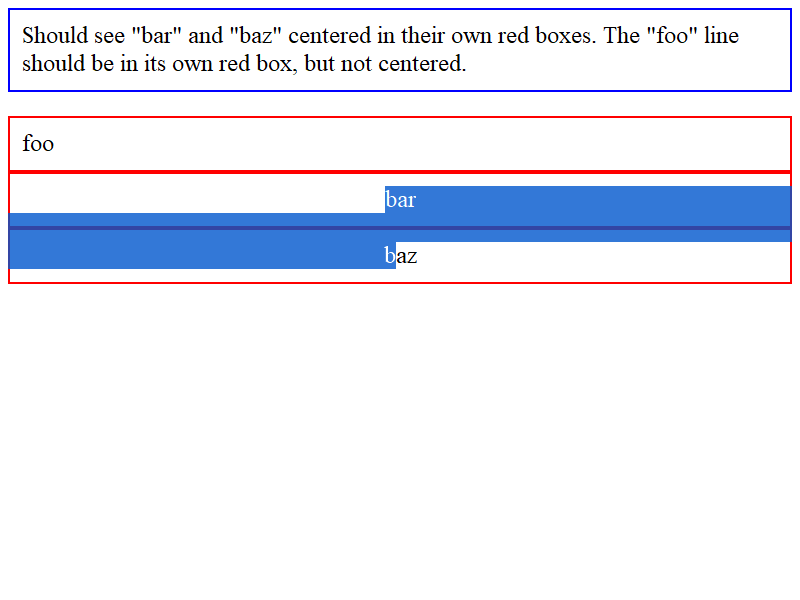 Should see "bar" and "baz" centered in their own red boxes. The "foo" line
should be in its own red box, but not centered.
foo
bar
baz